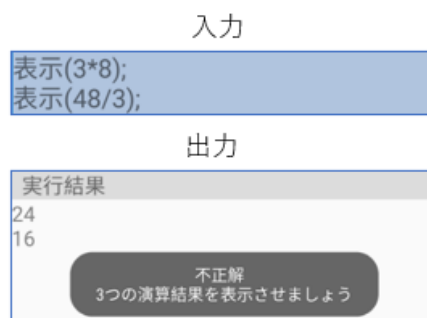 入力
表示(3*8);
表示(48/3);
出力
実行結果
24
16
不正解
3つの演算結果を表示させましょう